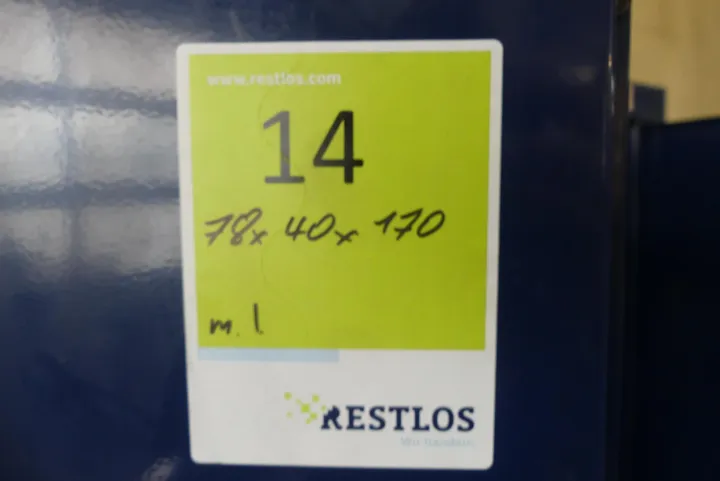 www.restlos.com
14
78x 40x 170
m. l.
RESTLOS